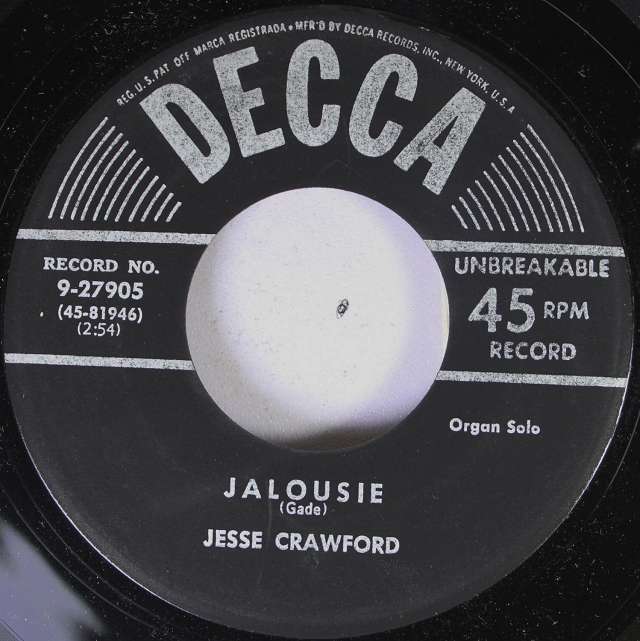 REG. U.S. PAT. OFF. MARCA REGISTRADA • MFR'D BY DECCA RECORDS, INC., NEW YORK, U.S.A.
DECCA
RECORD NO.
9-27905
(45-81946)
(2:54)
UNBREAKABLE
45 RPM
RECORD
Organ Solo
JALOUSIE
(Gade)
JESSE CRAWFORD